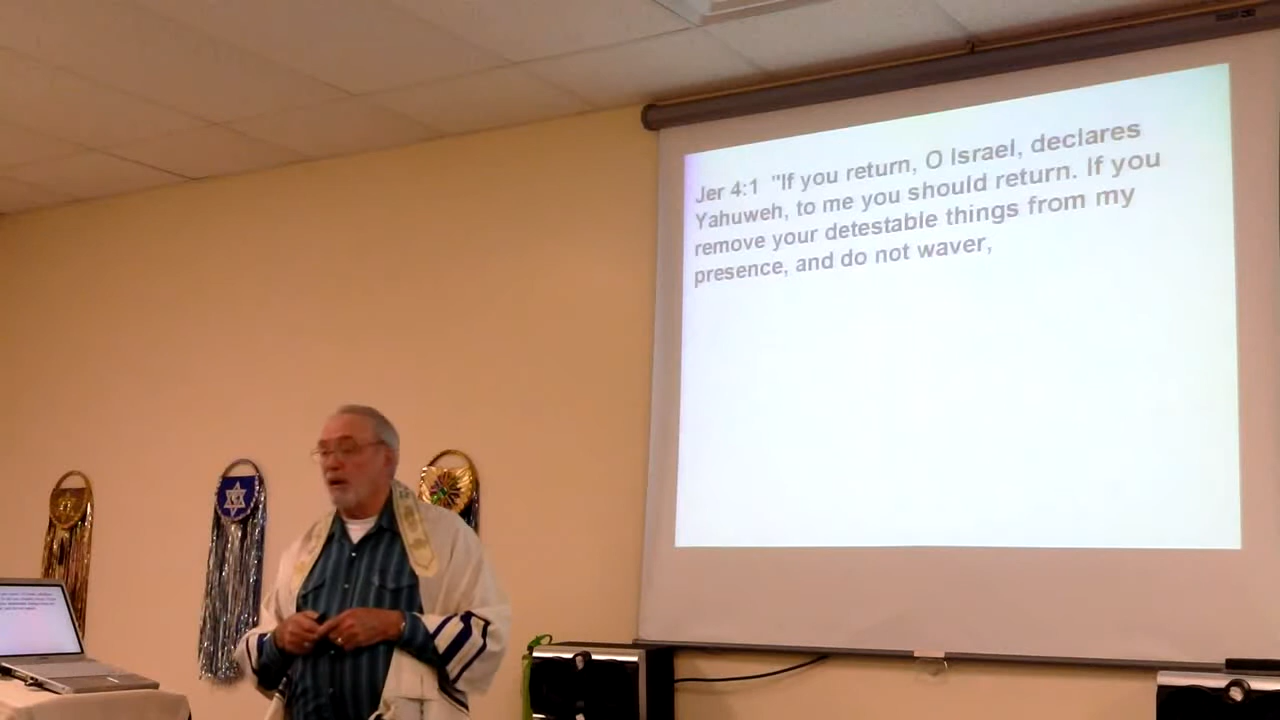 Jer 4:1 "If you return, O Israel, declares
Yahuweh, to me you should return. If you
remove your detestable things from my
presence, and do not waver,